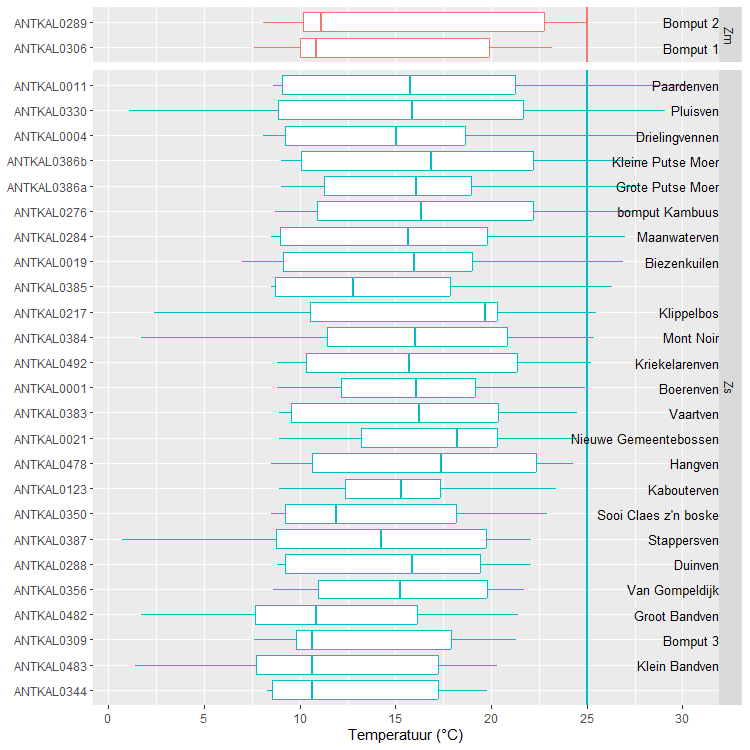 ANTKAL0289 Bomput 2 Zm
ANTKAL0306 Bomput 1
ANTKAL0011 Paardenven
ANTKAL0330 Pluisven
ANTKAL0004 Drielingvennen
ANTKAL0386b Kleine Putse Moer
ANTKAL0386a Grote Putse Moer
ANTKAL0276 bomput Kambuus
ANTKAL0284 Maanwaterven
ANTKAL0019 Biezenkuilen
ANTKAL0385
ANTKAL0217 Klippelbos
ANTKAL0384 Mont Noir
ANTKAL0492 Kriekelarenven
ANTKAL0001 Boerenven Zs
ANTKAL0383 Vaartven
ANTKAL0021 Nieuwe Gemeentebossen
ANTKAL0478 Hangven
ANTKAL0123 Kabouterven
ANTKAL0350 Sooi Claes z'n boske
ANTKAL0387 Stappersven
ANTKAL0288 Duinven
ANTKAL0356 Van Gompeldijk
ANTKAL0482 Groot Bandven
ANTKAL0309 Bomput 3
ANTKAL0483 Klein Bandven
ANTKAL0344
0 5 10 15 20 25 30
Temperatuur (°C)